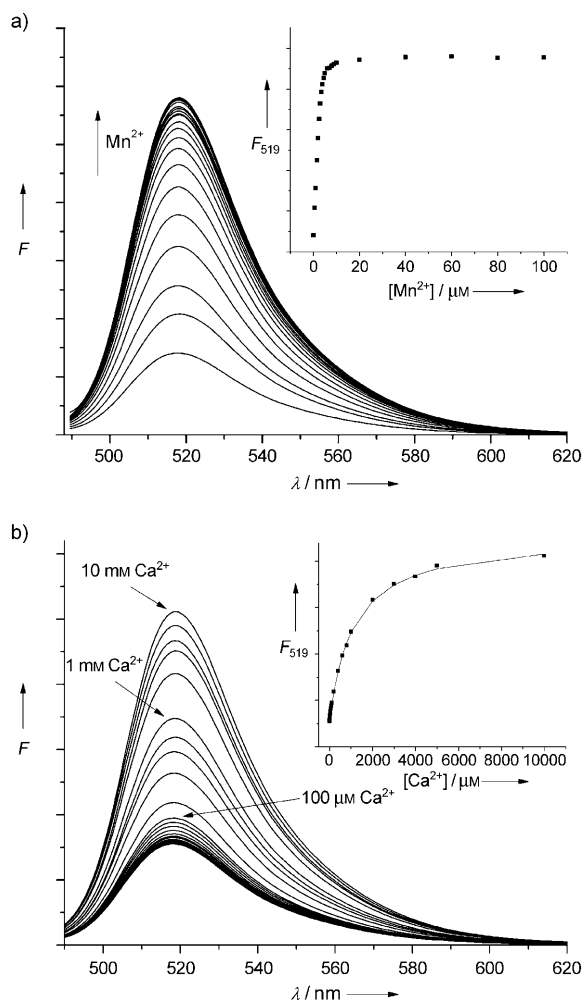 a)
Mn²⁺
F
F₅₁₉
0 20 40 60 80 100
[Mn²⁺] / μM
500 520 540 560 580 600 620
λ / nm
b)
10 mM Ca²⁺
1 mM Ca²⁺
100 μM Ca²⁺
F
F₅₁₉
0 2000 4000 6000 8000 10000
[Ca²⁺] / μM
500 520 540 560 580 600 620
λ / nm